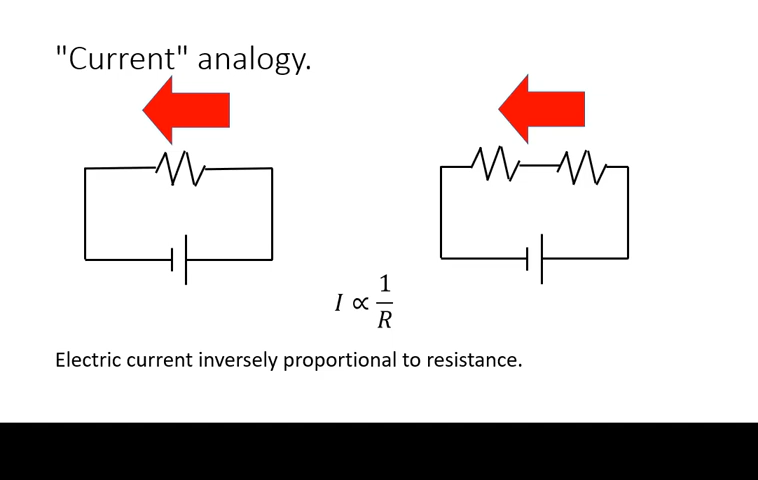 "Current" analogy.
I ∝ 1/R
Electric current inversely proportional to resistance.